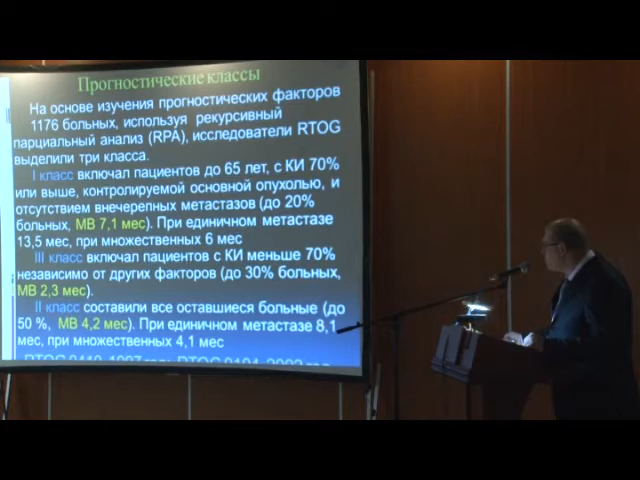 Прогностические классы
На основе изучения прогностических факторов
1176 больных, используя рекурсивный
парциальный анализ (RPA), исследователи RTOG
выделили три класса.
I класс включал пациентов до 65 лет, с КИ 70%
или выше, контролируемой основной опухолью, и
отсутствием внечерепных метастазов (до 20%
больных, МВ 7,1 мес). При единичном метастазе
13,5 мес, при множественных 6 мес
III класс включал пациентов с КИ меньше 70%
независимо от других факторов (до 30% больных,
МВ 2,3 мес).
II класс составили все оставшиеся больные (до
50 %, МВ 4,2 мес). При единичном метастазе 8,1
мес, при множественных 4,1 мес